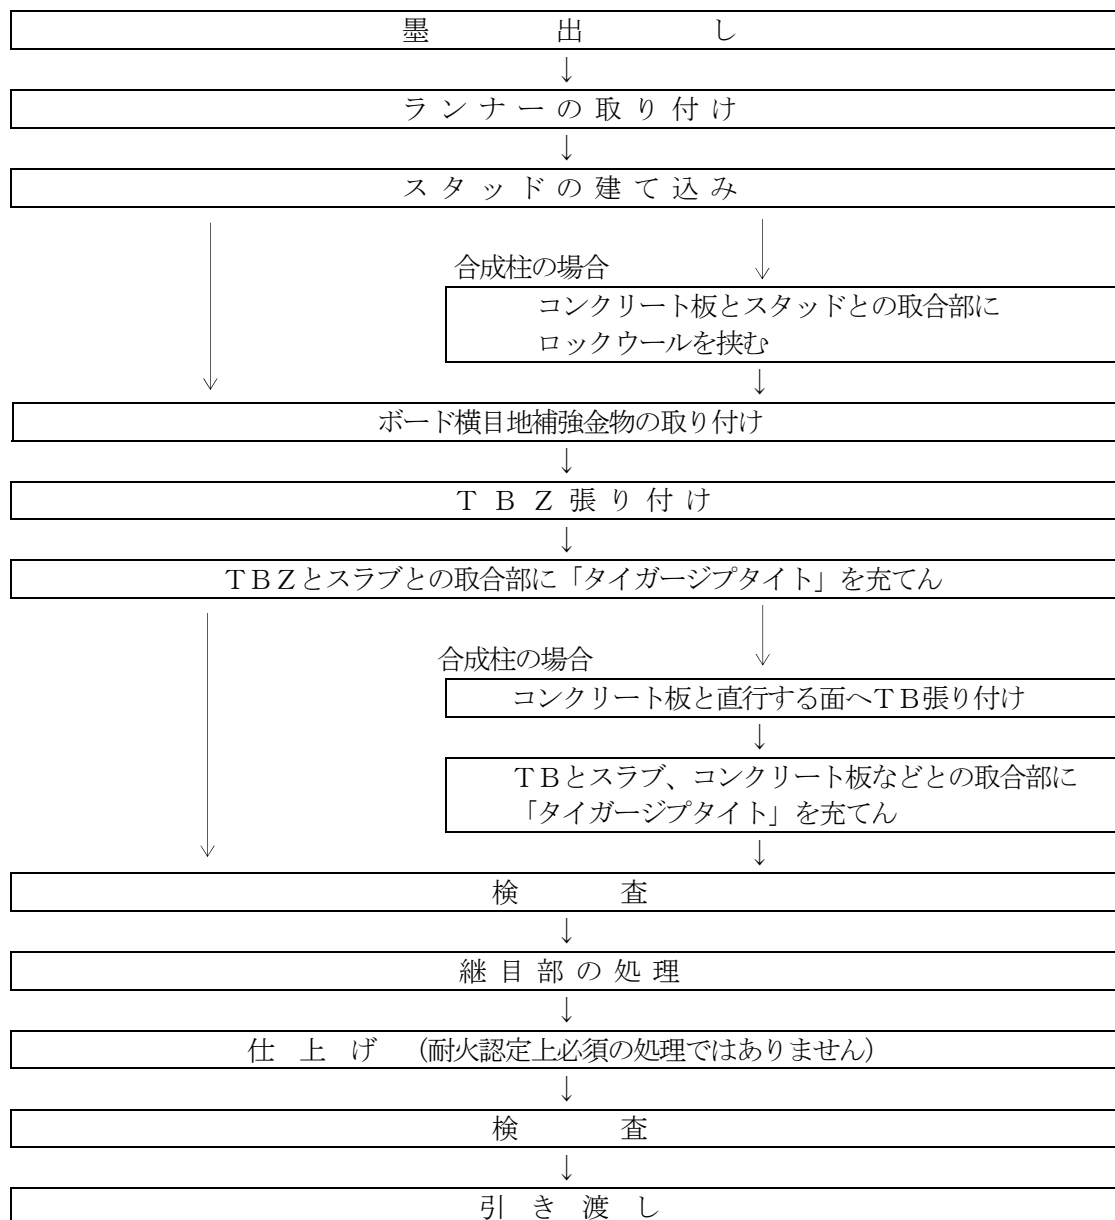 墨出し
↓
ランナーの取り付け
↓
スタッドの建て込み
合成柱の場合
コンクリート板とスタッドとの取合部に
ロックウールを挟む
↓
ボード横目地補強金物の取り付け
↓
ＴＢＺ張り付け
↓
ＴＢＺとスラブとの取合部に「タイガージプタイト」を充てん
合成柱の場合
コンクリート板と直行する面へＴＢ張り付け
↓
ＴＢとスラブ、コンクリート板などとの取合部に
「タイガージプタイト」を充てん
↓
検査
↓
継目部の処理
↓
仕上げ（耐火認定上必須の処理ではありません）
↓
検査
↓
引き渡し